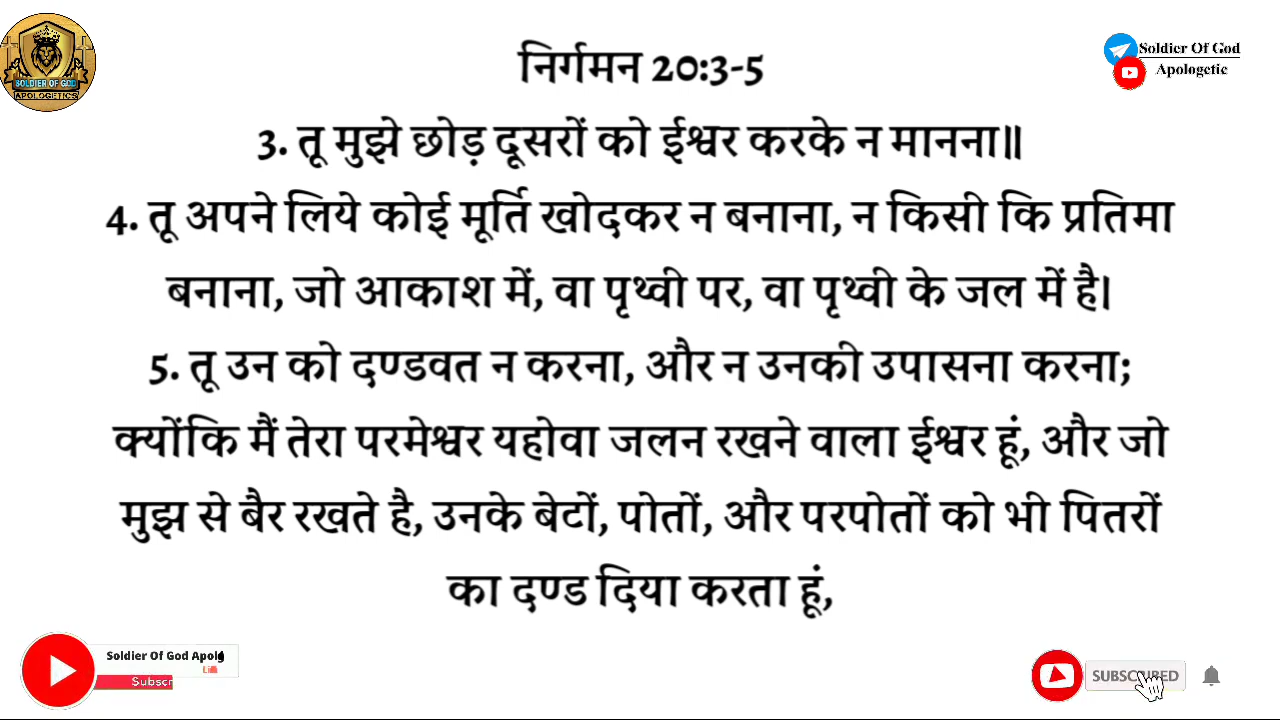 SOLDIER OF GOD
APOLOGETICS
Soldier Of God
Apologetic
निर्गमन 20:3-5
3. तू मुझे छोड़ दूसरों को ईश्वर करके न मानना॥
4. तू अपने लिये कोई मूर्ति खोदकर न बनाना, न किसी कि प्रतिमा
बनाना, जो आकाश में, वा पृथ्वी पर, वा पृथ्वी के जल में है।
5. तू उन को दण्डवत न करना, और न उनकी उपासना करना;
क्योंकि मैं तेरा परमेश्वर यहोवा जलन रखने वाला ईश्वर हूं, और जो
मुझ से बैर रखते है, उनके बेटों, पोतों, और परपोतों को भी पितरों
का दण्ड दिया करता हूं,
Soldier Of God Apolg
Subscr
SUBSCRIBED